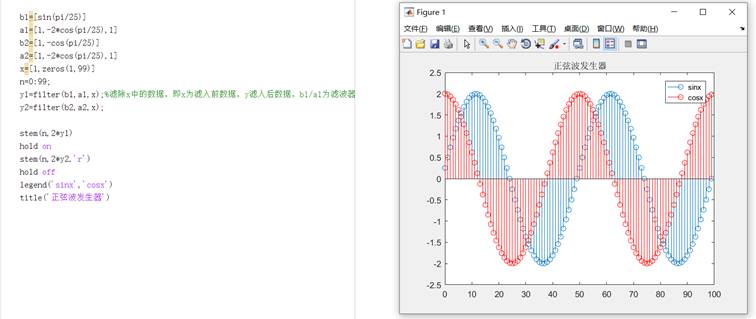 b1=[sin(pi/25)]
a1=[1,-2*cos(pi/25),1]
b2=[1,-cos(pi/25)]
a2=[1,-2*cos(pi/25),1]
x=[1,zeros(1,99)]
n=0:99;
y1=filter(b1,a1,x);%滤除x中的数据，即x为滤入前数据，y滤入后数据，b1/a1为滤波器
y2=filter(b2,a2,x);
stem(n,2*y1)
hold on
stem(n,2*y2,'r')
hold off
legend('sinx','cosx')
title('正弦波发生器')
Figure 1
文件(F) 编辑(E) 查看(V) 插入(I) 工具(T) 桌面(D) 窗口(W) 帮助(H)
正弦波发生器
sinx
cosx
2.5
2
1.5
1
0.5
0
-0.5
-1
-1.5
-2
-2.5
0 10 20 30 40 50 60 70 80 90 100